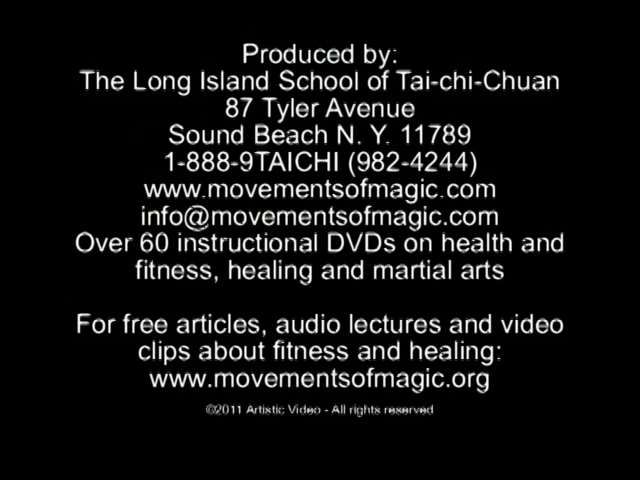 Produced by:
The Long Island School of Tai-chi-Chuan
87 Tyler Avenue
Sound Beach N. Y. 11789
1-888-9TAICHI (982-4244)
www.movementsofmagic.com
info@movementsofmagic.com
Over 60 instructional DVDs on health and
fitness, healing and martial arts
For free articles, audio lectures and video
clips about fitness and healing:
www.movementsofmagic.org
©2011 Artistic Video - All rights reserved